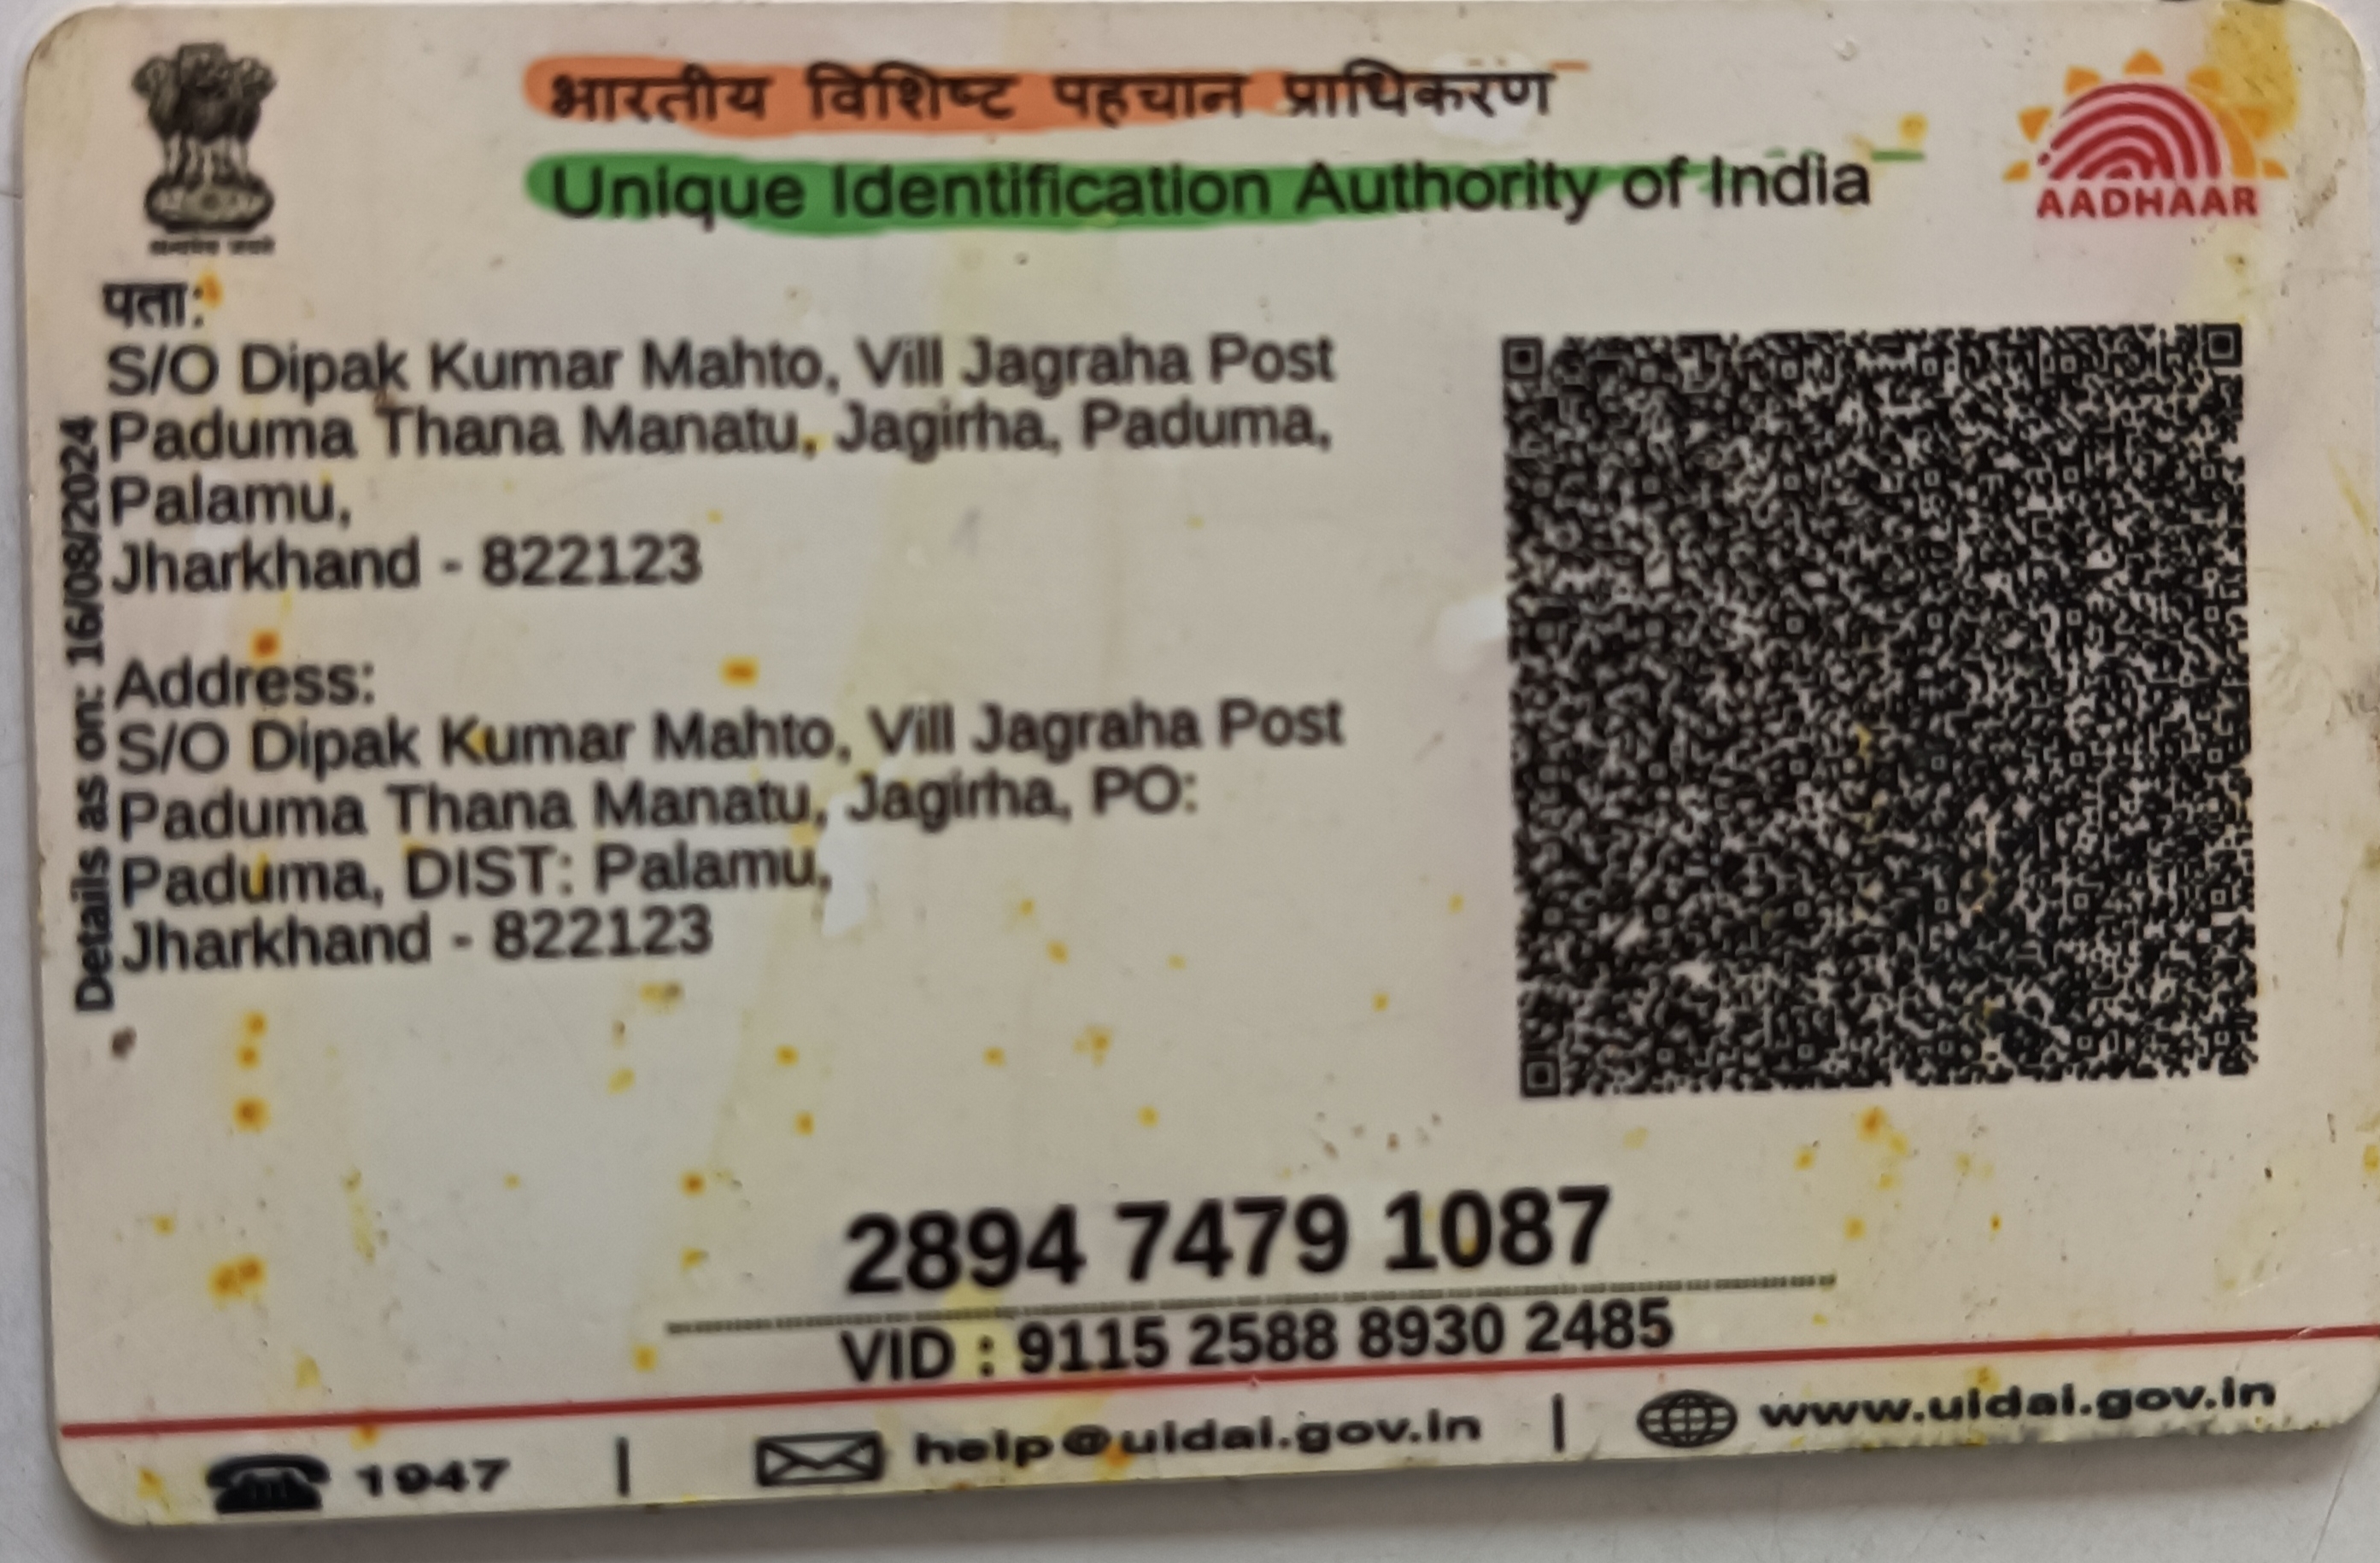 भारतीय विशिष्ट पहचान प्राधिकरण
Unique Identification Authority of India
AADHAAR
पता:
S/O Dipak Kumar Mahto, Vill Jagraha Post
Paduma Thana Manatu, Jagirha, Paduma,
Palamu,
Jharkhand - 822123
Address:
S/O Dipak Kumar Mahto, Vill Jagraha Post
Paduma Thana Manatu, Jagirha, PO:
Paduma, DIST: Palamu,
Jharkhand - 822123
Details as on: 16/08/2024
2894 7479 1087
VID : 9115 2588 8930 2485
1947 | help@uidai.gov.in | www.uidai.gov.in